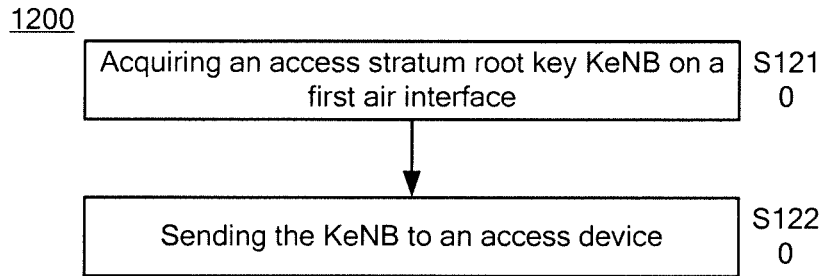 1200
Acquiring an access stratum root key KeNB on a
first air interface
S121
0
Sending the KeNB to an access device
S122
0